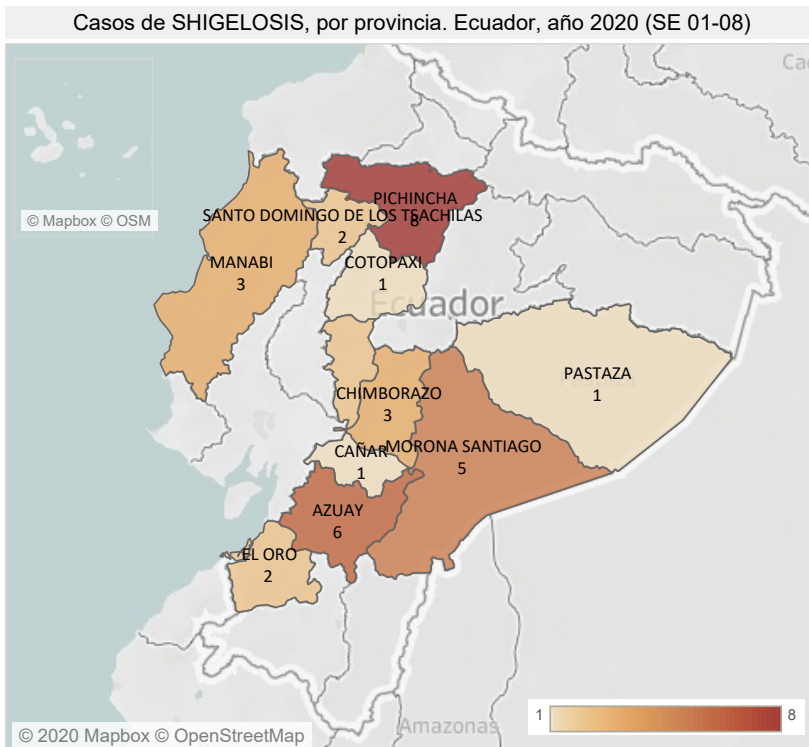 Casos de SHIGELOSIS, por provincia. Ecuador, año 2020 (SE 01-08)
© Mapbox © OSM
PICHINCHA
8
SANTO DOMINGO DE LOS TSACHILAS
2
MANABI
3
COTOPAXI
1
Ecuador
PASTAZA
1
CHIMBORAZO
3
MORONA SANTIAGO
5
CAÑAR
1
AZUAY
6
EL ORO
2
1
8
Amazonas
© 2020 Mapbox © OpenStreetMap